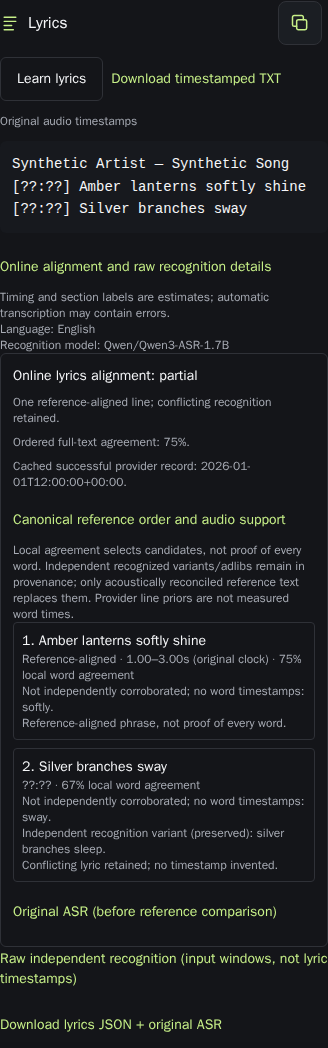 Lyrics
Learn lyrics
Download timestamped TXT
Original audio timestamps
Synthetic Artist — Synthetic Song
[??:??] Amber lanterns softly shine
[??:??] Silver branches sway
Online alignment and raw recognition details
Timing and section labels are estimates; automatic
transcription may contain errors.
Language: English
Recognition model: Qwen/Qwen3-ASR-1.7B
Online lyrics alignment: partial
One reference-aligned line; conflicting recognition
retained.
Ordered full-text agreement: 75%.
Cached successful provider record: 2026-01-
01T12:00:00+00:00.
Canonical reference order and audio support
Local agreement selects candidates, not proof of every
word. Independent recognized variants/adlibs remain in
provenance; only acoustically reconciled reference text
replaces them. Provider line priors are not measured
word times.
1. Amber lanterns softly shine
Reference-aligned · 1.00–3.00s (original clock) · 75%
local word agreement
Not independently corroborated; no word timestamps:
softly.
Reference-aligned phrase, not proof of every word.
2. Silver branches sway
??:?? · 67% local word agreement
Not independently corroborated; no word timestamps:
sway.
Independent recognition variant (preserved): silver
branches sleep.
Conflicting lyric retained; no timestamp invented.
Original ASR (before reference comparison)
Raw independent recognition (input windows, not lyric
timestamps)
Download lyrics JSON + original ASR